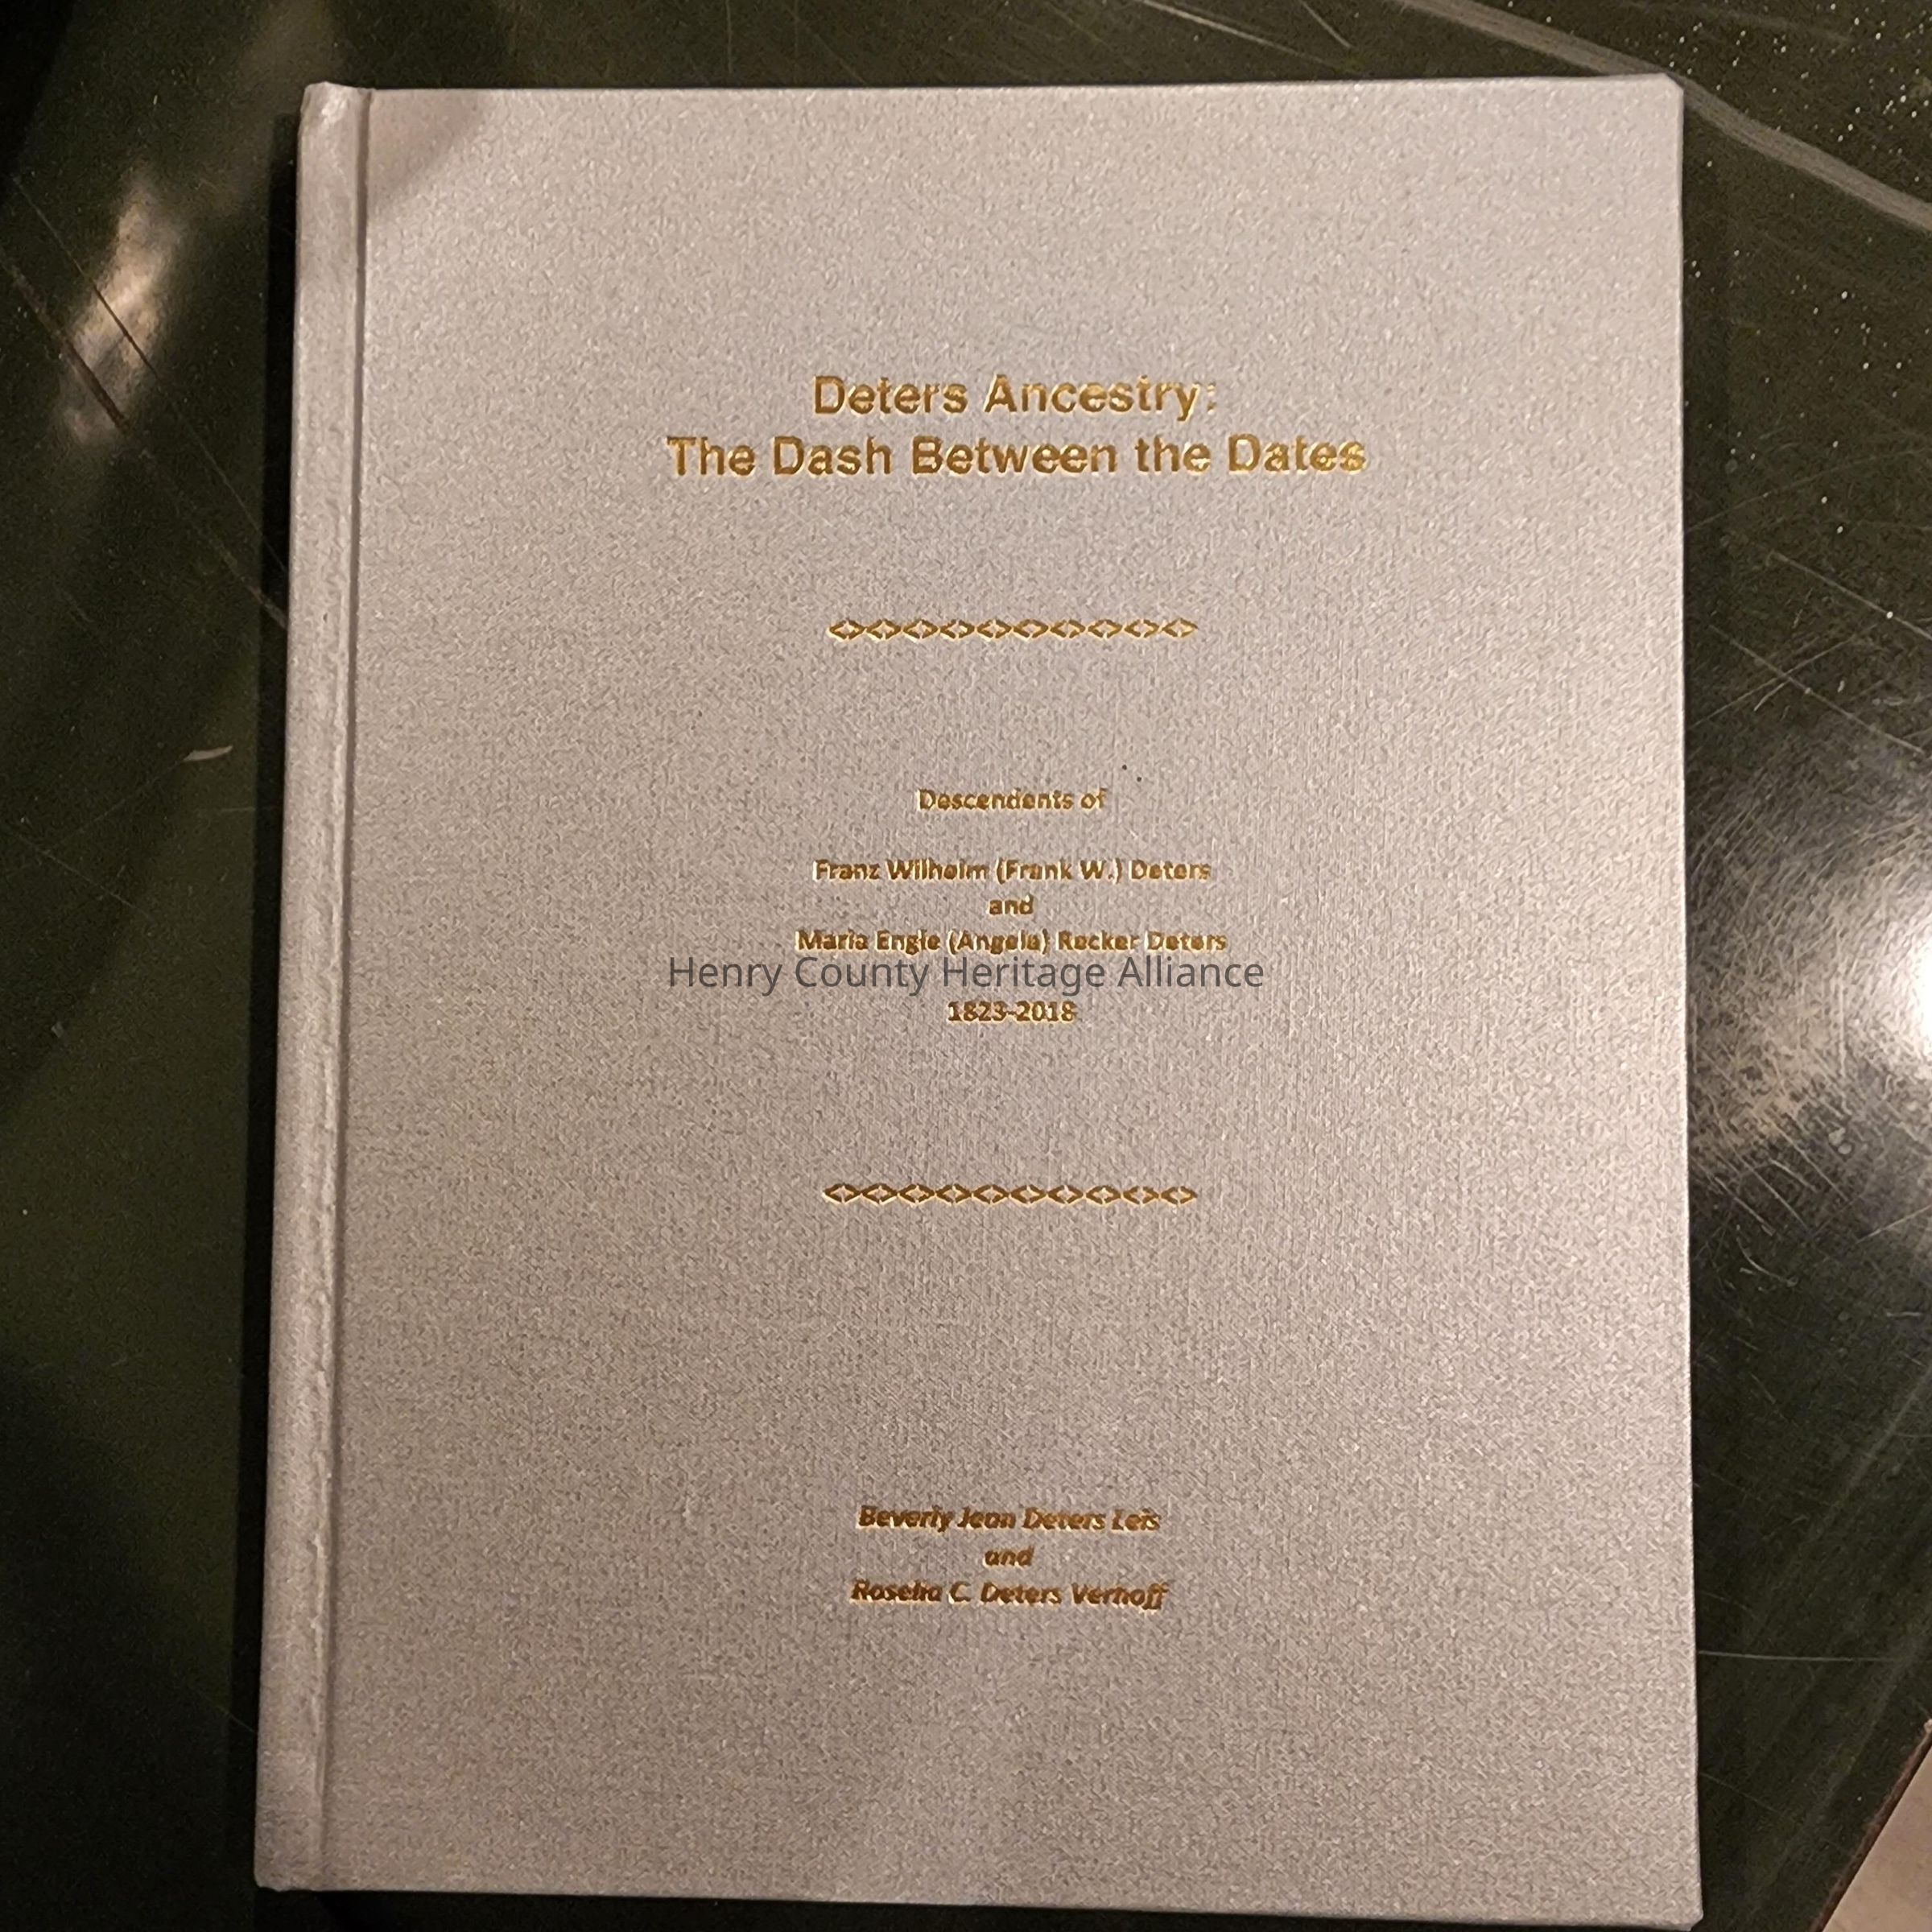 Deters Ancestry:
The Dash Between the Dates
<><><><><><><><><><>
Descendents of
Franz Wilhelm (Frank W.) Deters
and
Maria Engle (Angela) Recker Deters
Henry County Heritage Alliance
1823-2018
<><><><><><><><><><>
Beverly Jean Deters Leis
and
Roselia C. Deters Verhoff